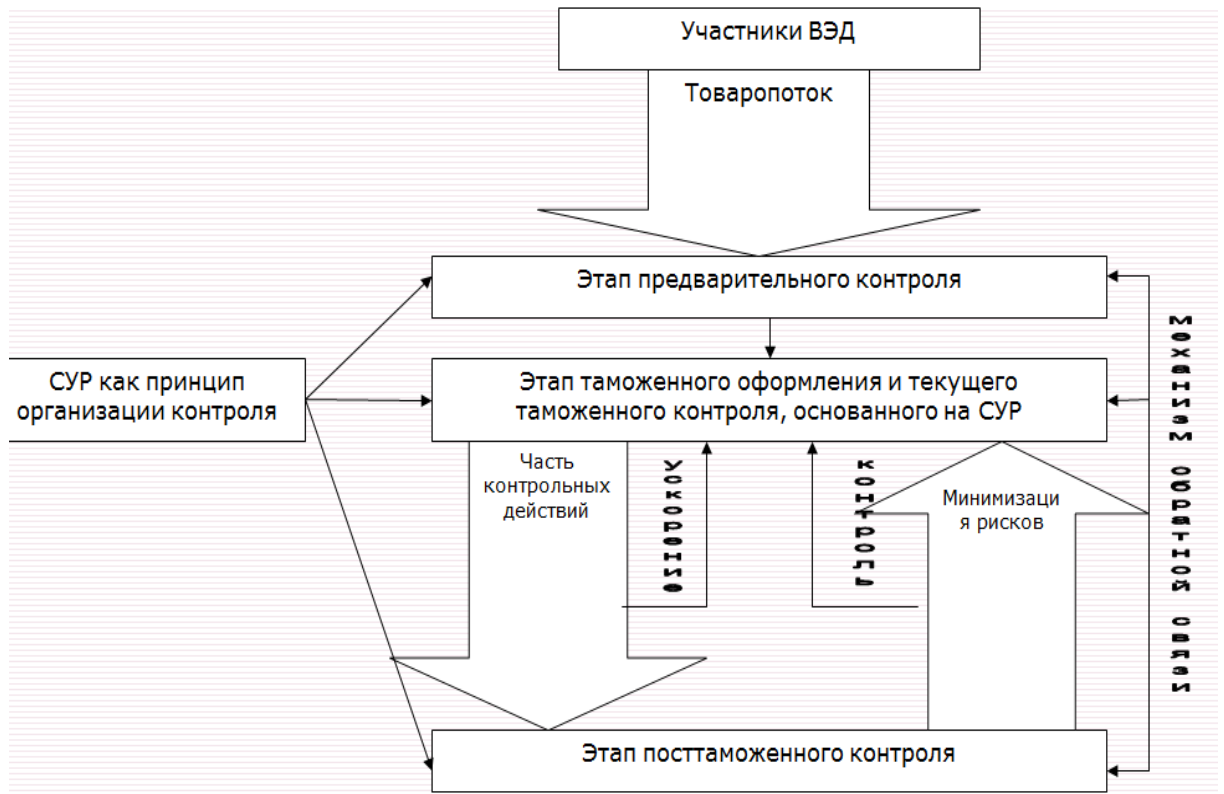 Участники ВЭД
Товаропоток
Этап предварительного контроля
СУР как принцип
организации контроля
Этап таможенного оформления и текущего
таможенного контроля, основанного на СУР
Часть
контрольных
действий
Ускорение
контроль
Минимизаци
я рисков
Механизм обратной связи
Этап посттаможенного контроля